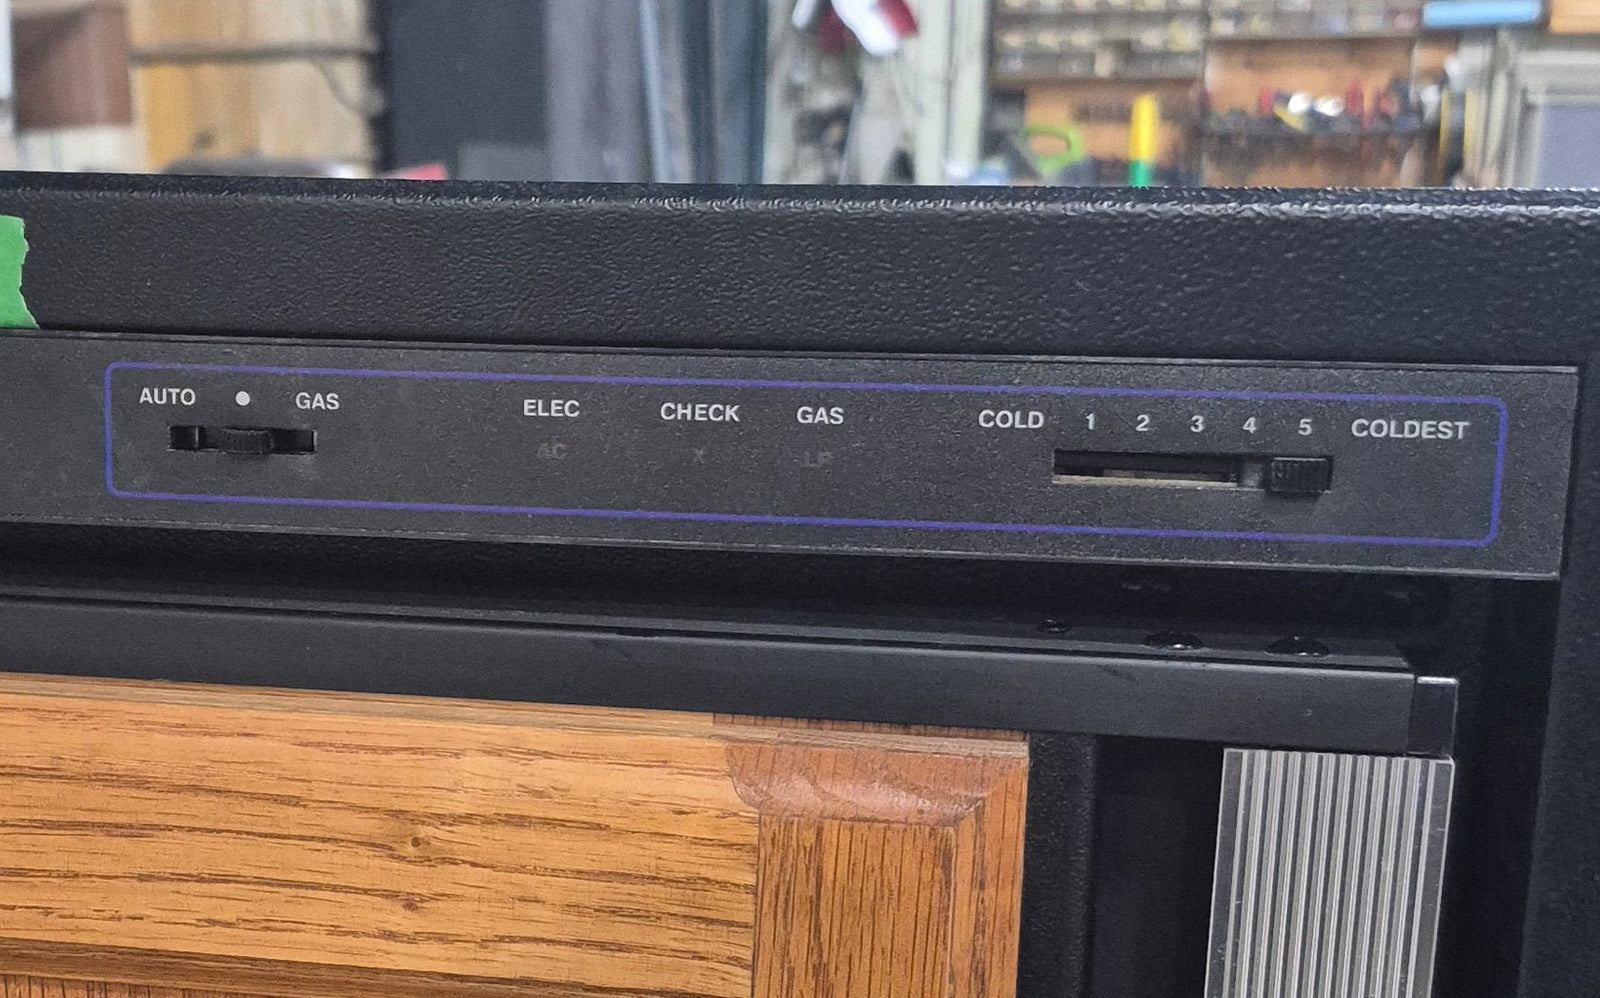 AUTO ● GAS ELEC CHECK GAS COLD 1 2 3 4 5 COLDEST
AC X LP